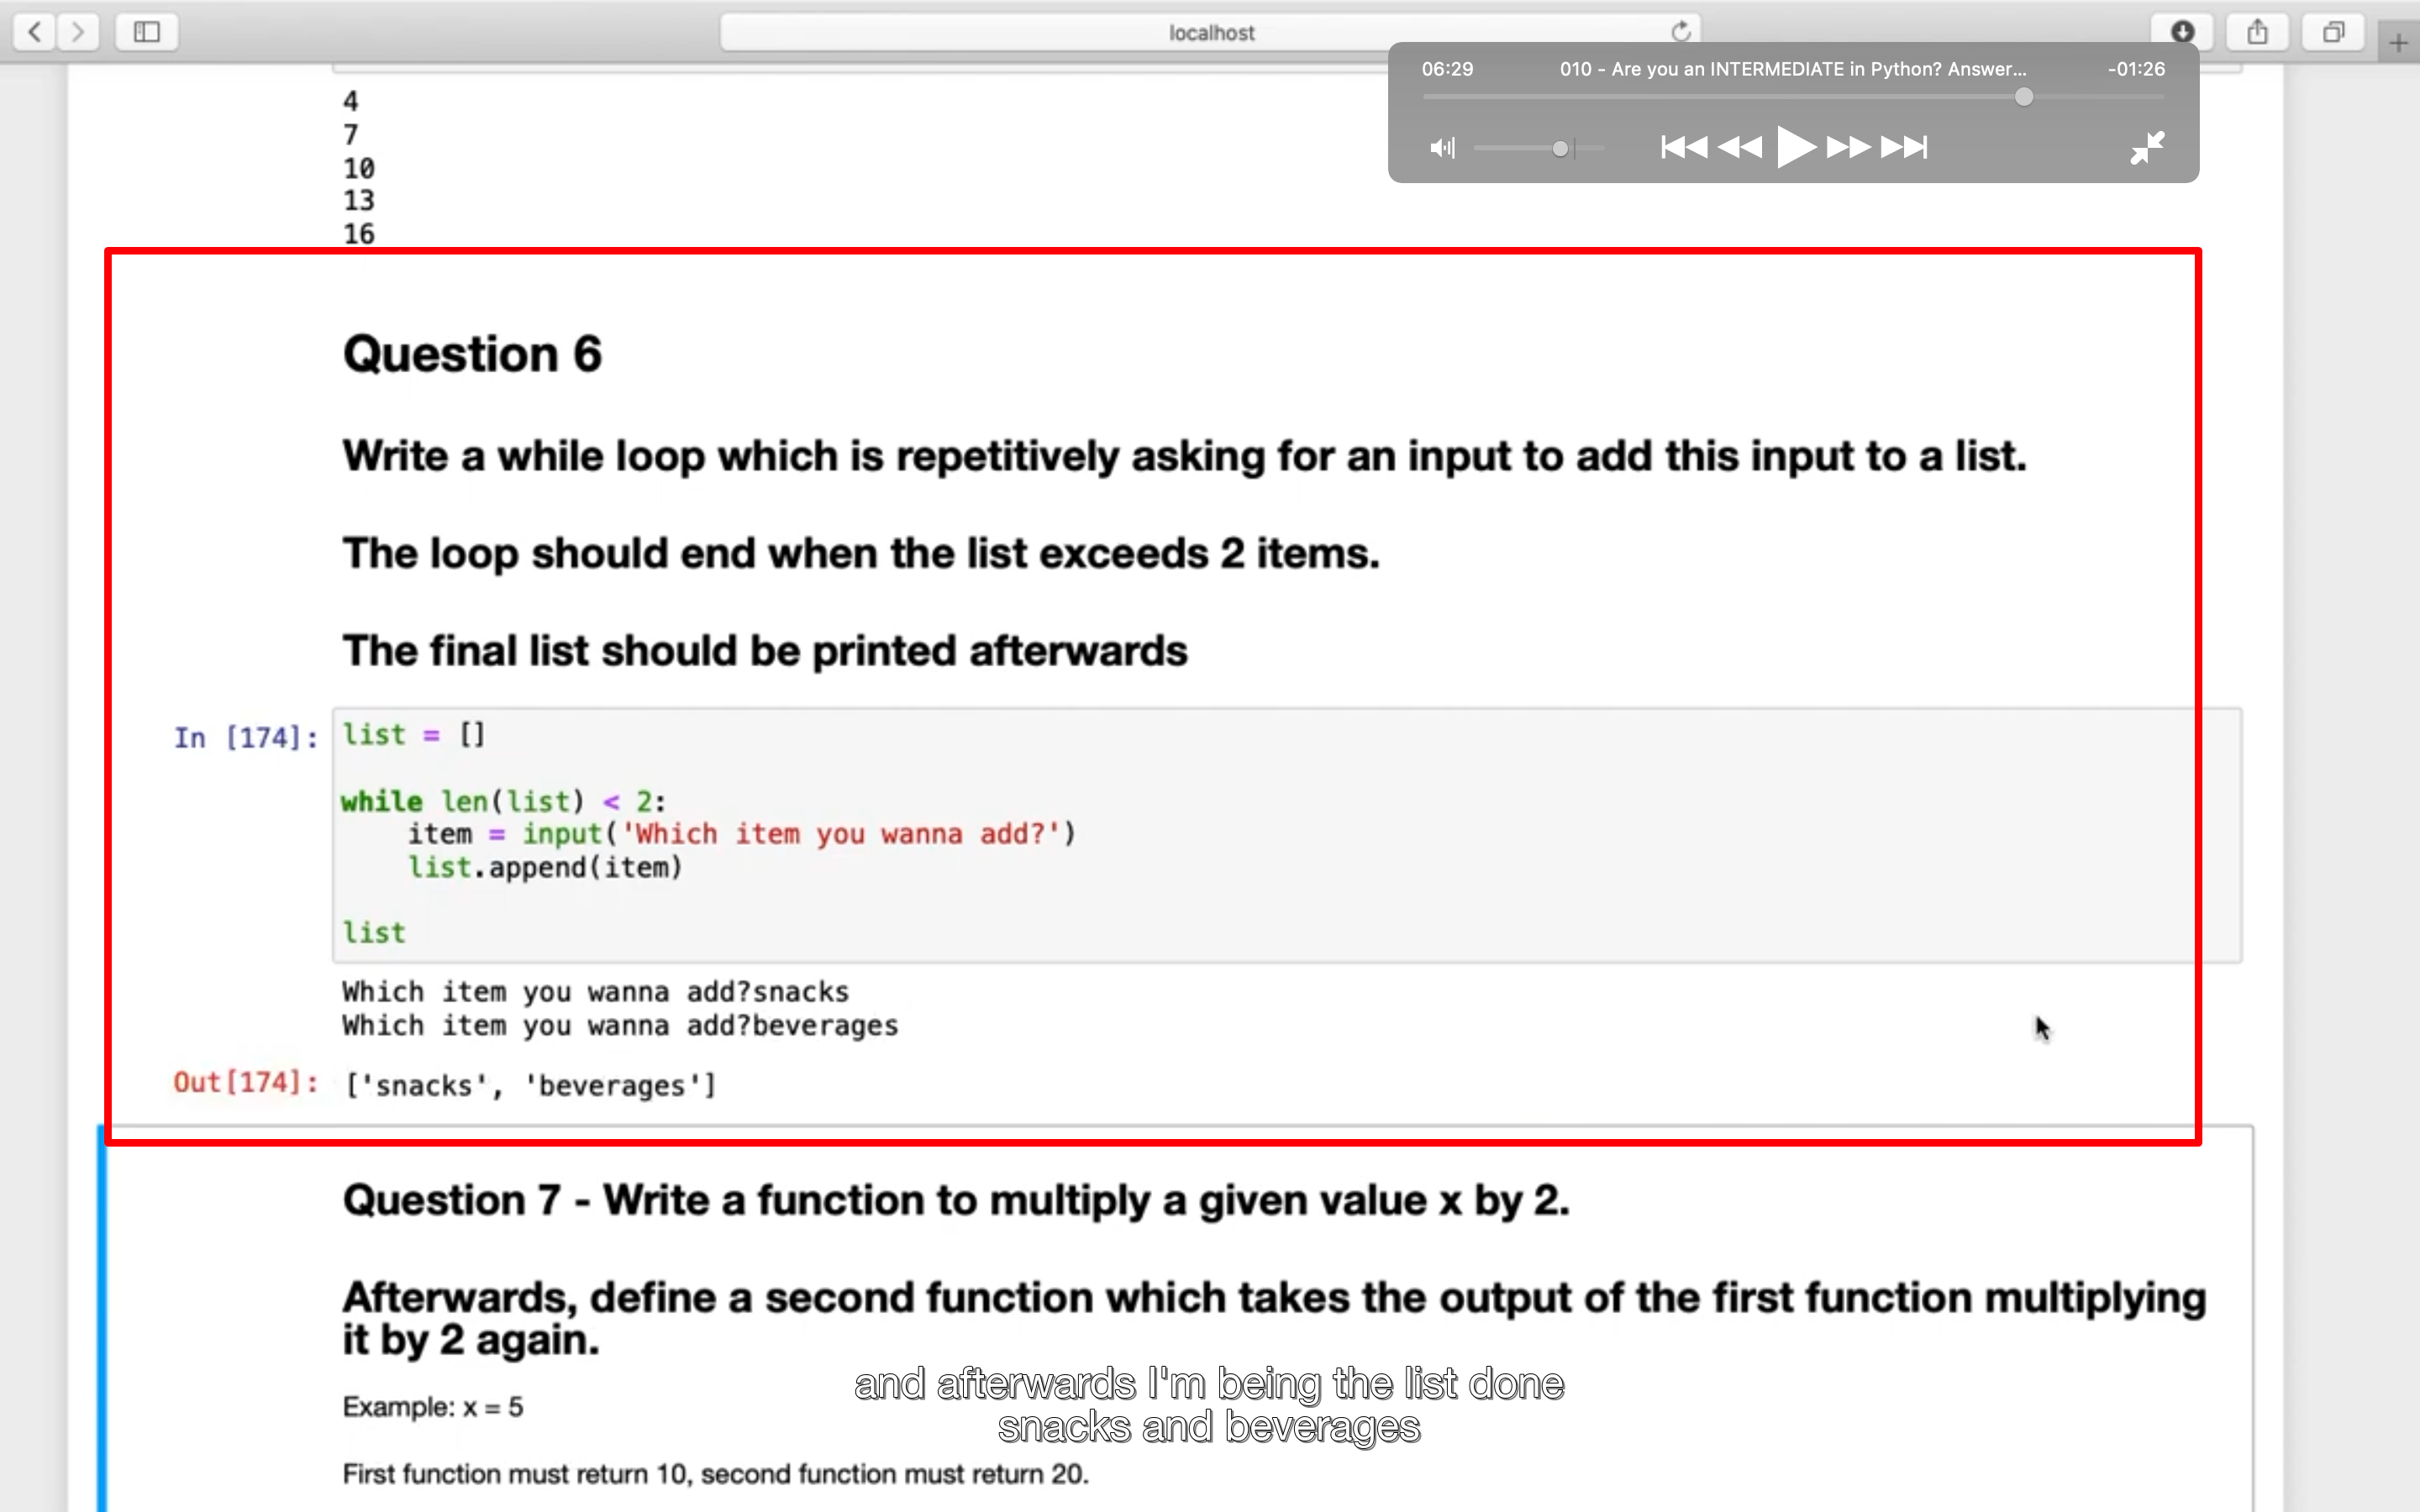 localhost
06:29 010 - Are you an INTERMEDIATE in Python? Answer... -01:26
4
7
10
13
16
Question 6
Write a while loop which is repetitively asking for an input to add this input to a list.
The loop should end when the list exceeds 2 items.
The final list should be printed afterwards
In [174]: list = []
while len(list) < 2:
    item = input('Which item you wanna add?')
    list.append(item)
list
Which item you wanna add?snacks
Which item you wanna add?beverages
Out[174]: ['snacks', 'beverages']
Question 7 - Write a function to multiply a given value x by 2.
Afterwards, define a second function which takes the output of the first function multiplying
it by 2 again.
Example: x = 5
First function must return 10, second function must return 20.
and afterwards I'm being the list done
snacks and beverages